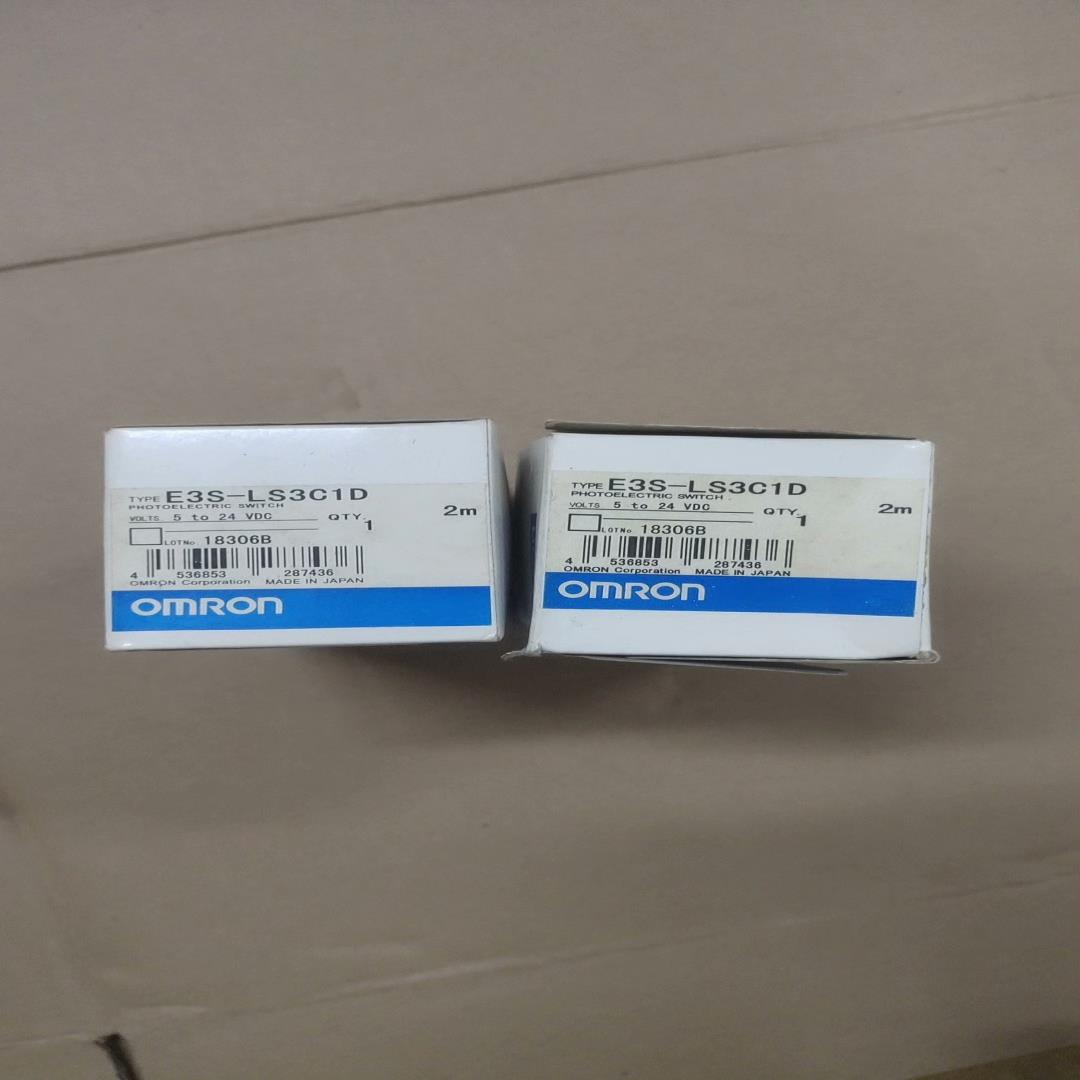 TYPE E3S-LS3C1D
PHOTOELECTRIC SWITCH
VOLTS 5 to 24 VDC QTY. 1 2m
LOTNo. 18306B
4 536853 287436
OMRON Corporation MADE IN JAPAN
OMRON
TYPE E3S-LS3C1D
PHOTOELECTRIC SWITCH
VOLTS 5 to 24 VDC QTY. 1 2m
LOTNo. 18306B
4 536853 287436
OMRON Corporation MADE IN JAPAN
OMRON